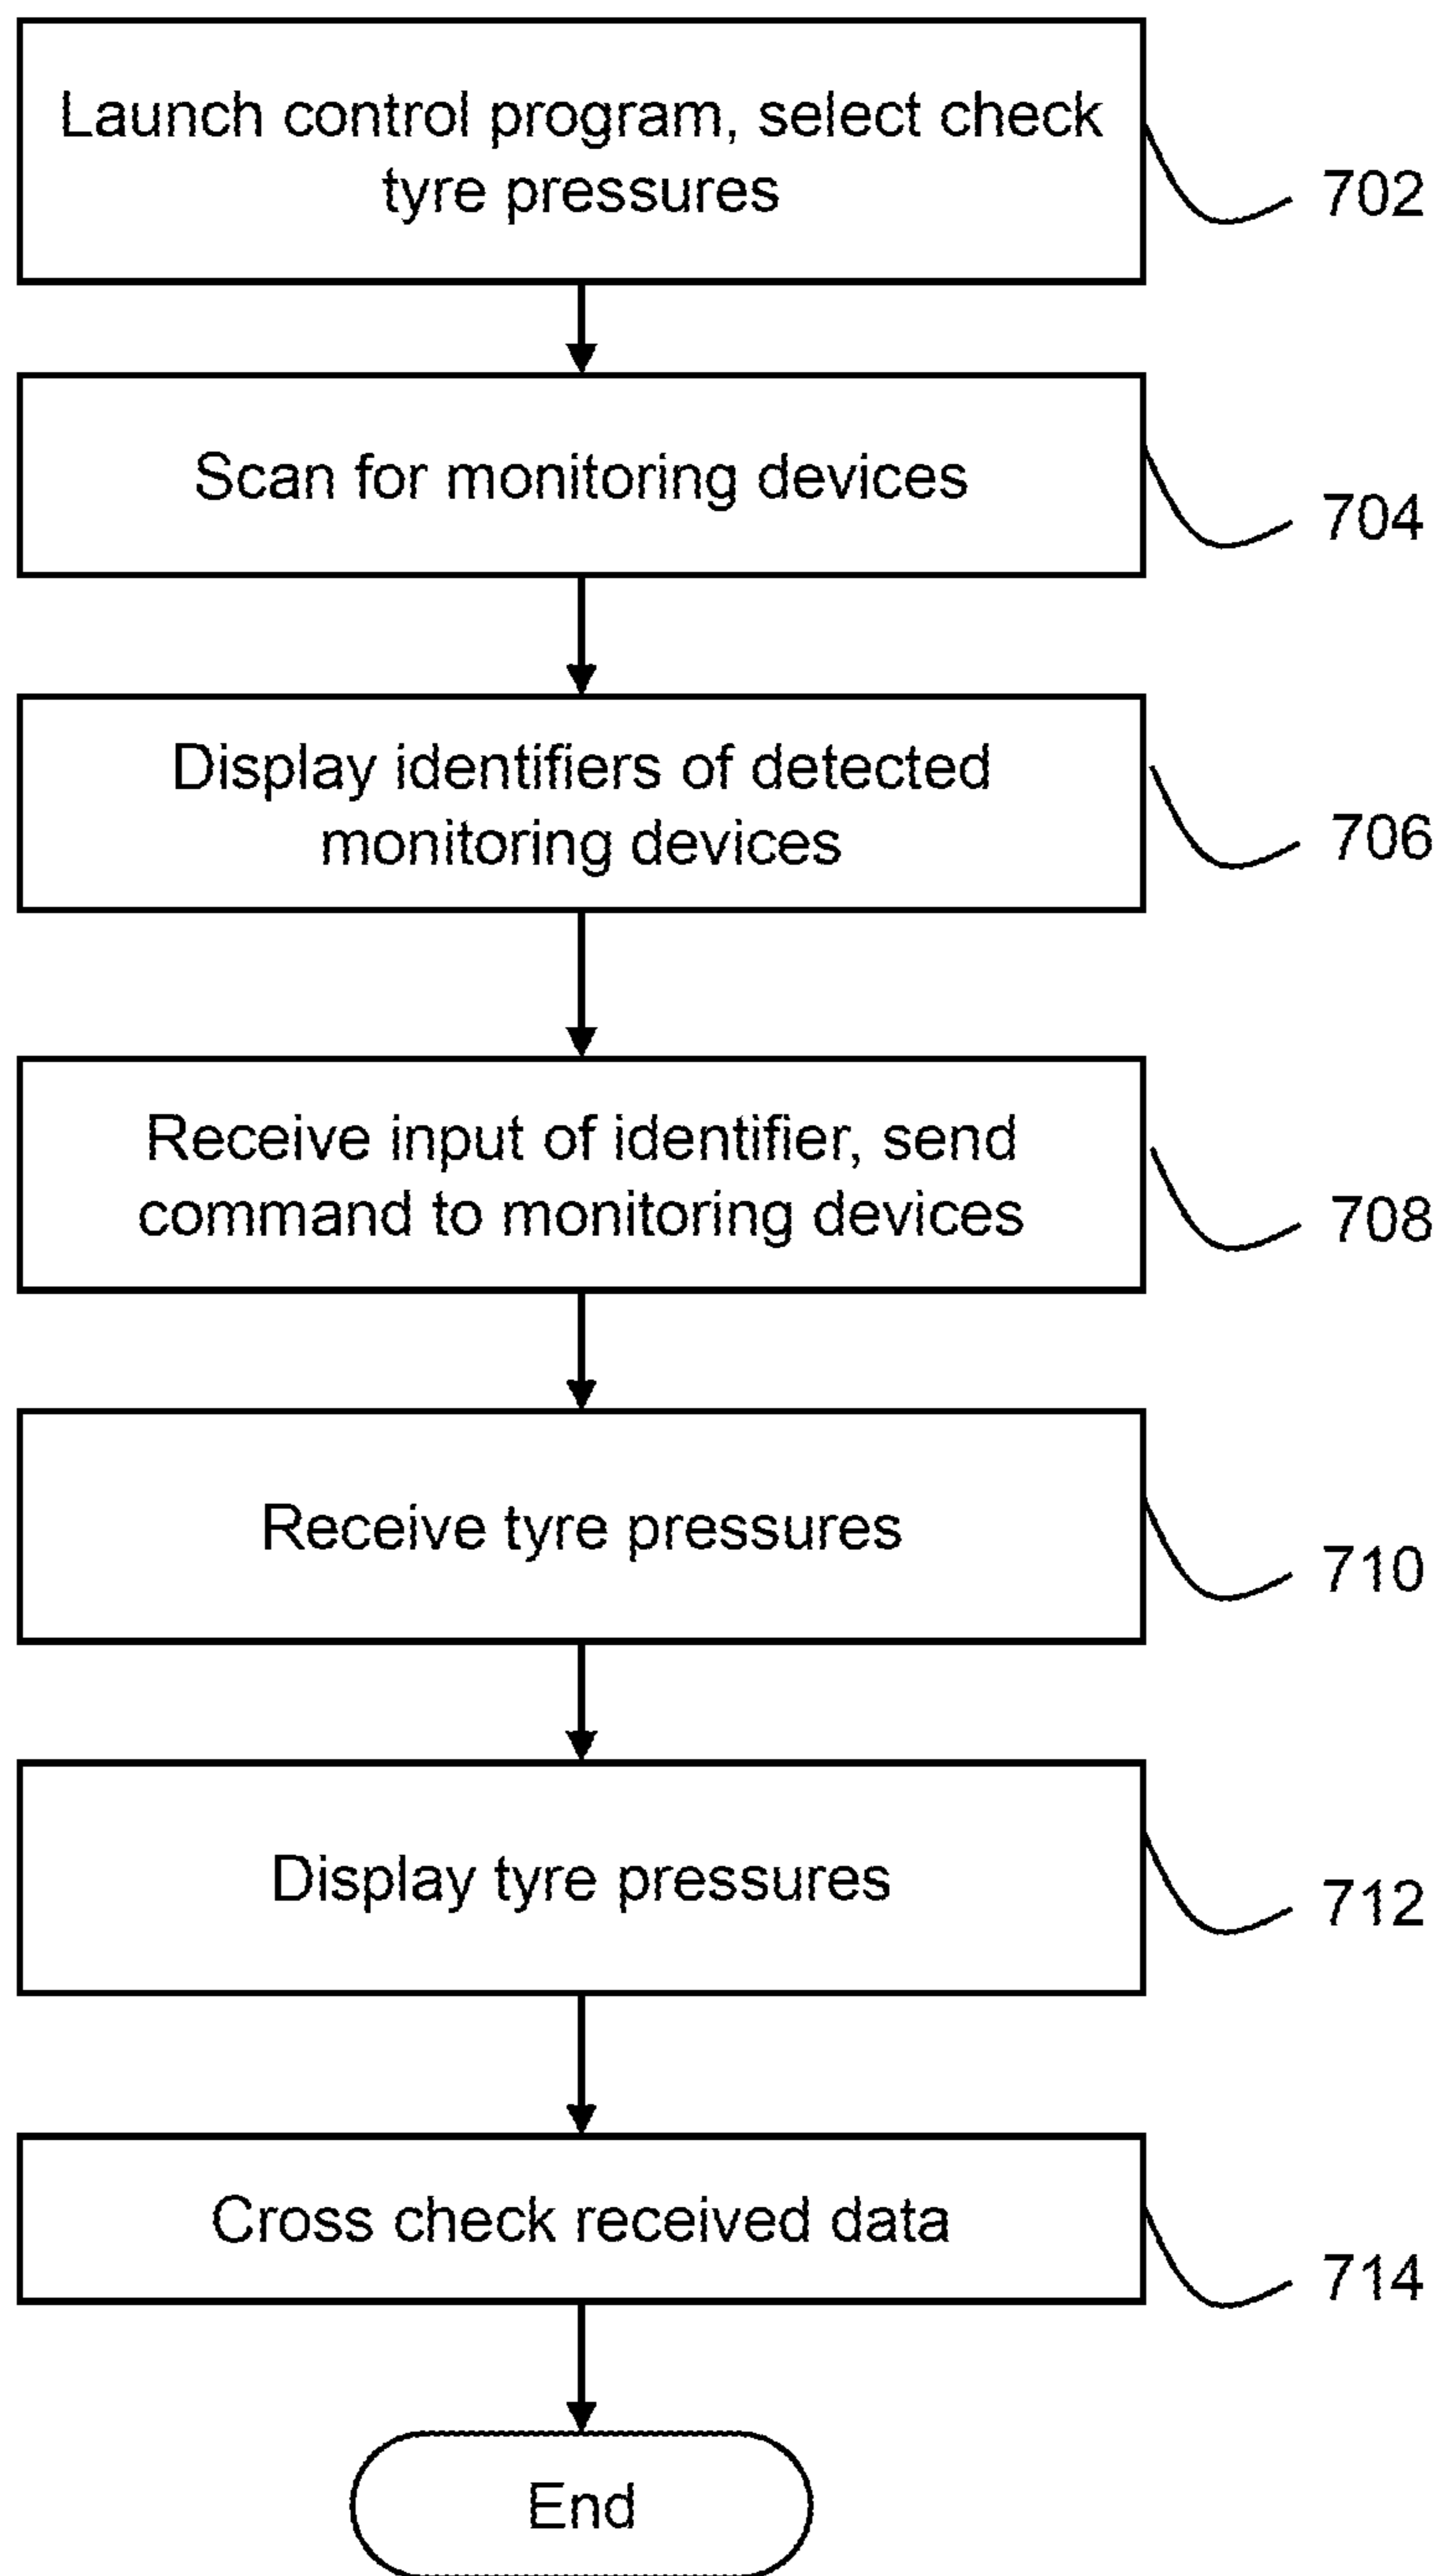 Launch control program, select check
tyre pressures
702
Scan for monitoring devices
704
Display identifiers of detected
monitoring devices
706
Receive input of identifier, send
command to monitoring devices
708
Receive tyre pressures
710
Display tyre pressures
712
Cross check received data
714
End